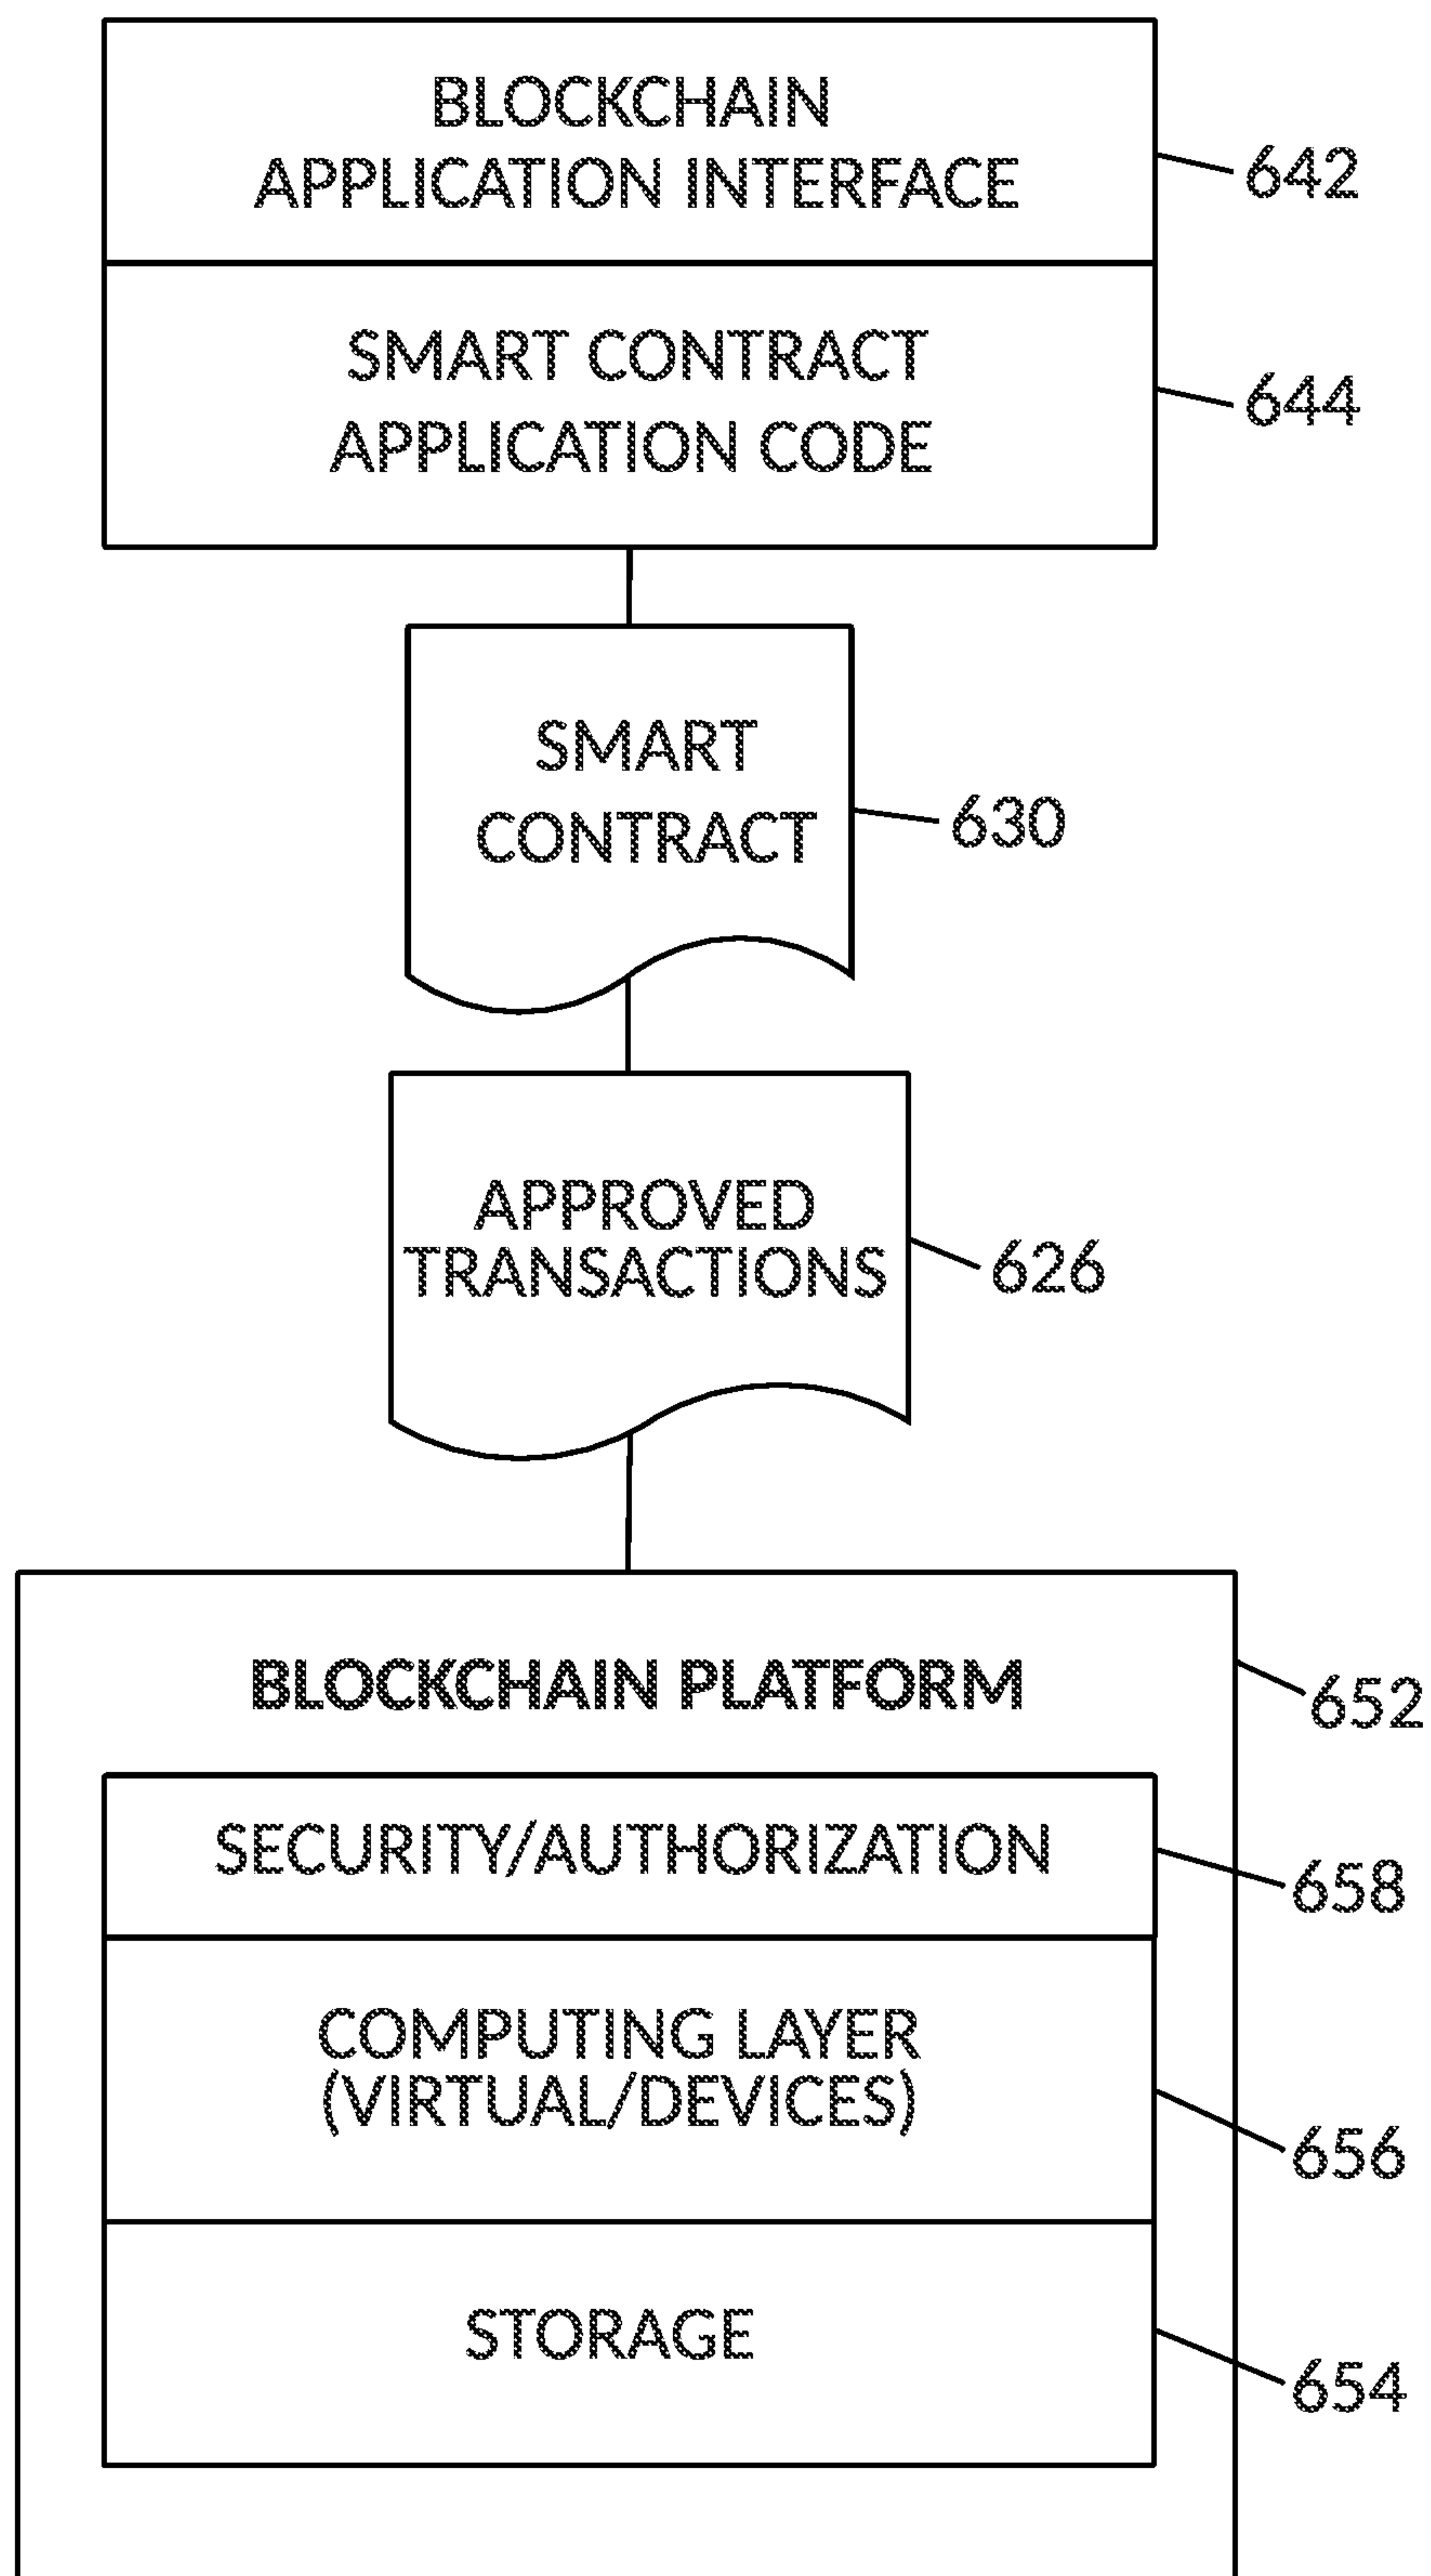 BLOCKCHAIN
APPLICATION INTERFACE
642
SMART CONTRACT
APPLICATION CODE
644
SMART
CONTRACT
630
APPROVED
TRANSACTIONS
626
BLOCKCHAIN PLATFORM
652
SECURITY/AUTHORIZATION
658
COMPUTING LAYER
(VIRTUAL/DEVICES)
656
STORAGE
654